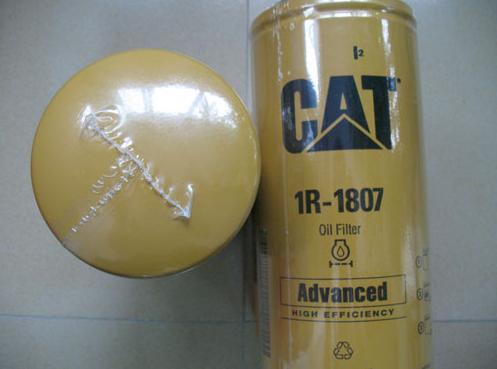 CAT
1R-1807
Oil Filter
Advanced
HIGH EFFICIENCY